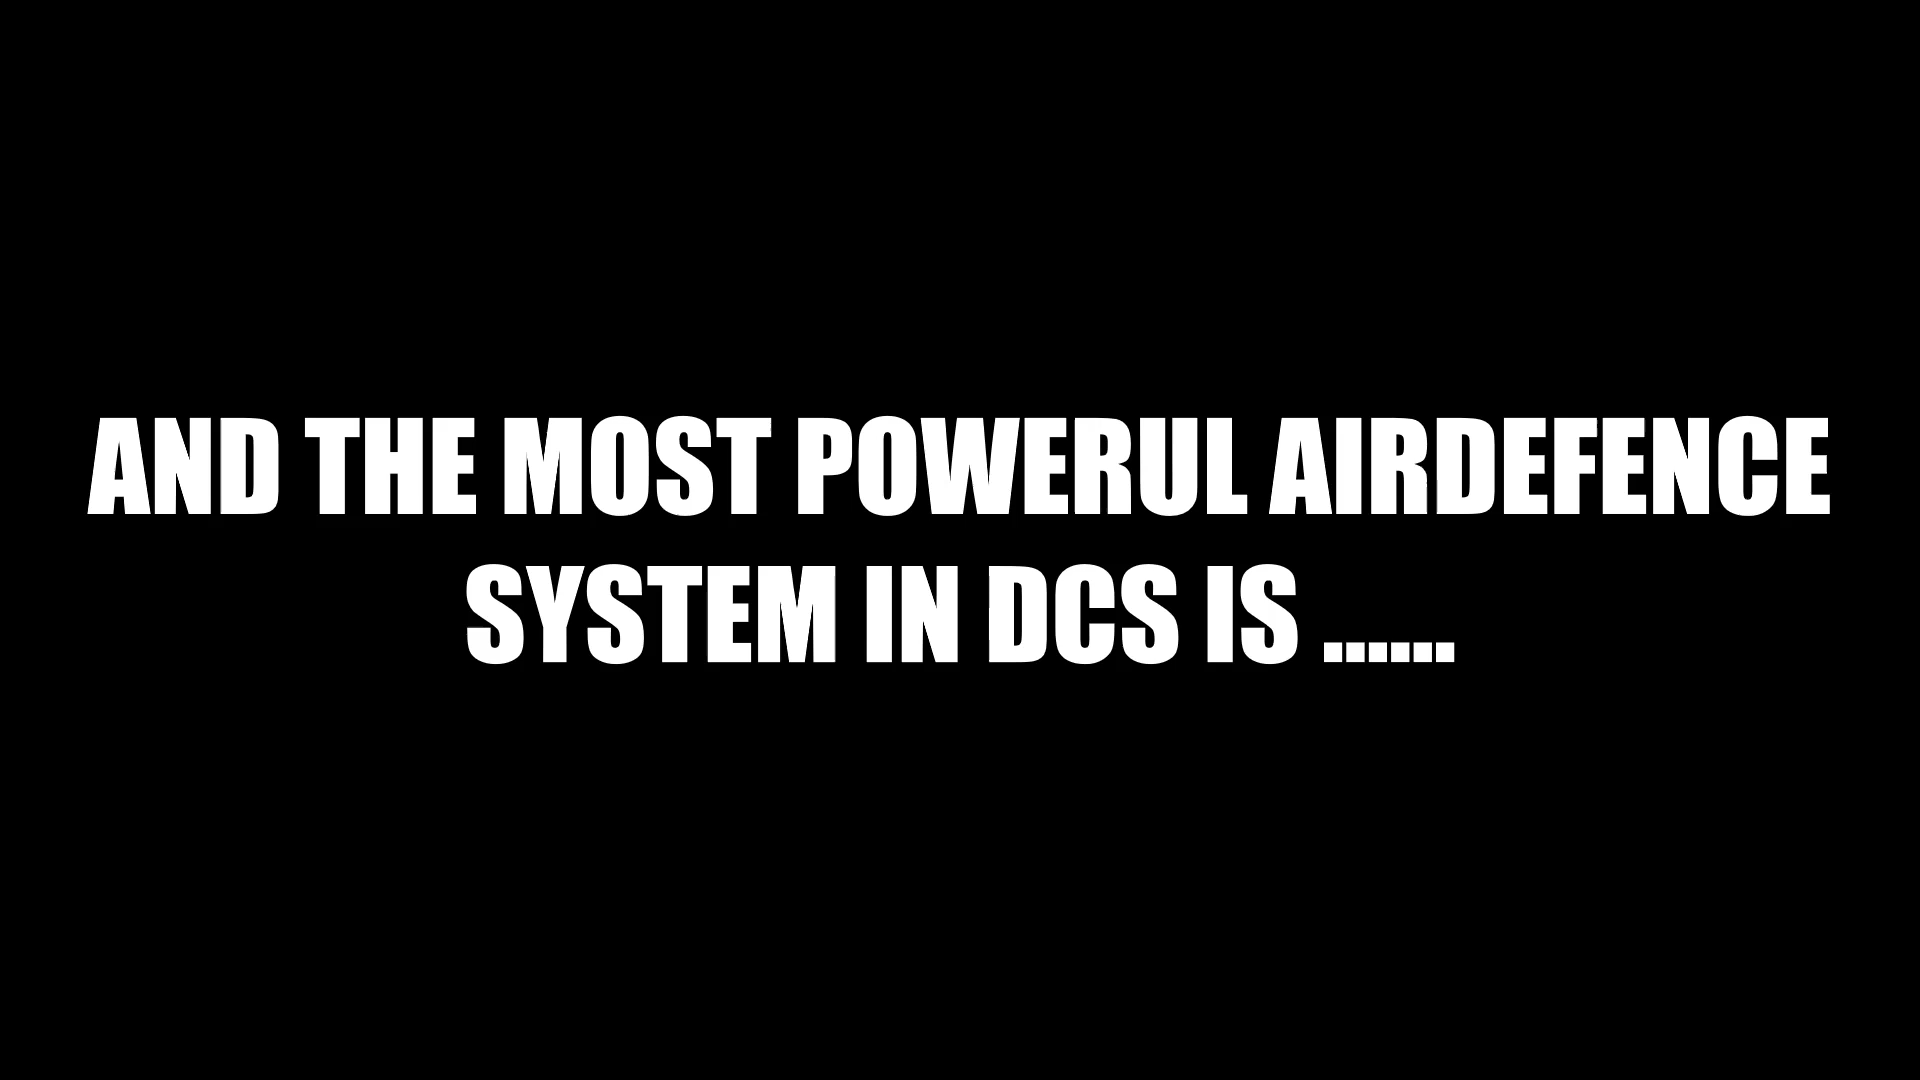 AND THE MOST POWERUL AIRDEFENCE
SYSTEM IN DCS IS ......